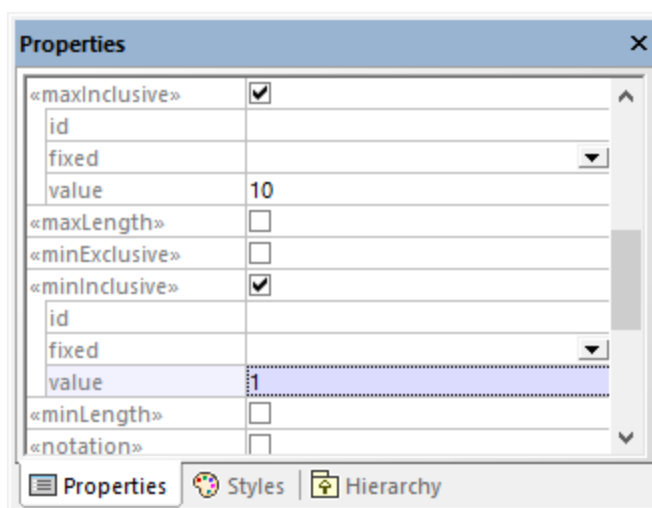 Properties
«maxInclusive»
id
fixed
value 10
«maxLength»
«minExclusive»
«minInclusive»
id
fixed
value 1
«minLength»
«notation»
Properties Styles Hierarchy